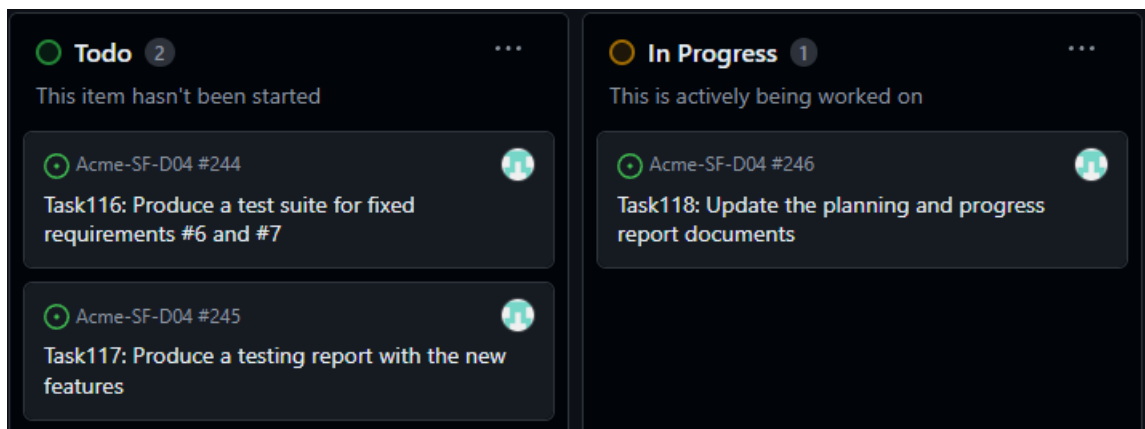 Todo 2
This item hasn't been started
Acme-SF-D04 #244
Task116: Produce a test suite for fixed
requirements #6 and #7
Acme-SF-D04 #245
Task117: Produce a testing report with the new
features
In Progress 1
This is actively being worked on
Acme-SF-D04 #246
Task118: Update the planning and progress
report documents